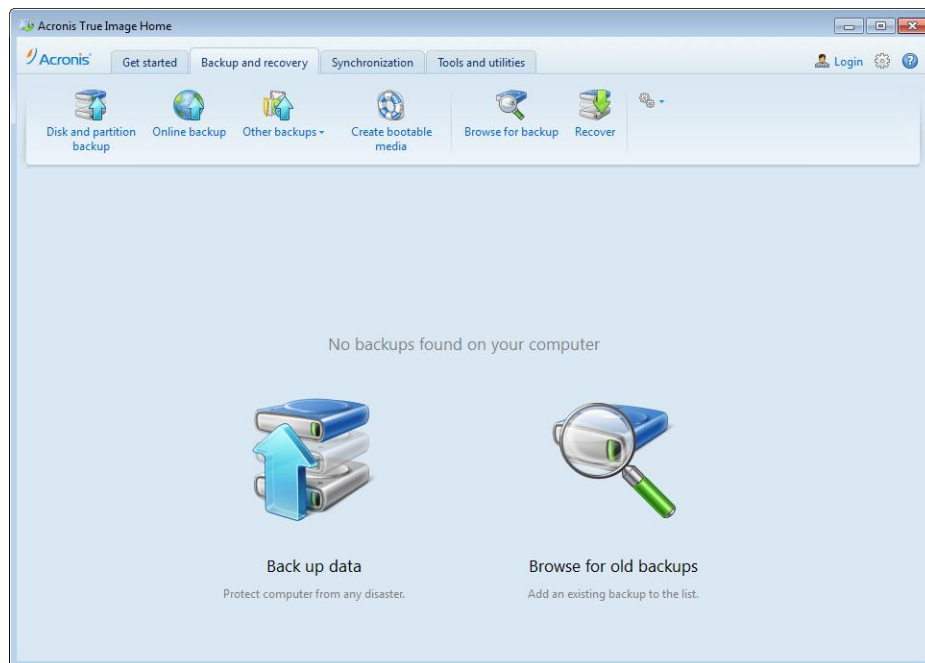 Acronis True Image Home
Acronis
Get started
Backup and recovery
Synchronization
Tools and utilities
Login
Disk and partition
backup
Online backup
Other backups
Create bootable
media
Browse for backup
Recover
No backups found on your computer
Back up data
Protect computer from any disaster.
Browse for old backups
Add an existing backup to the list.